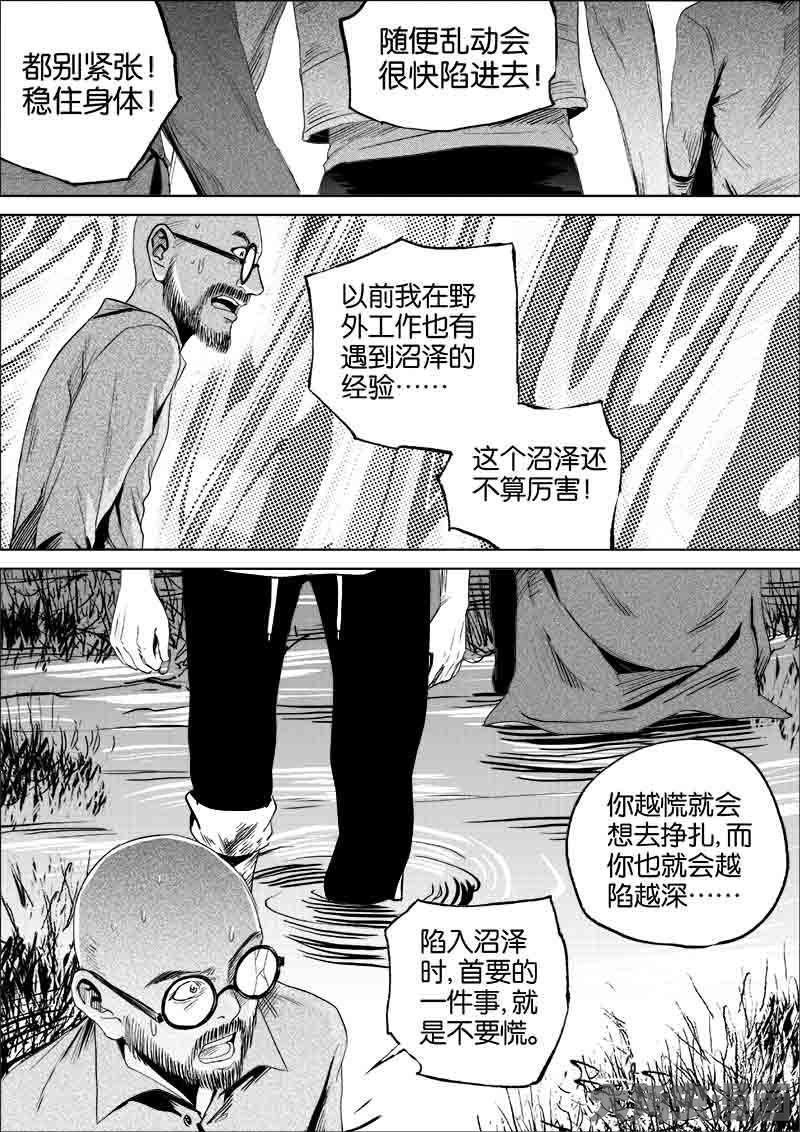 都别紧张!
稳住身体!
随便乱动会
很快陷进去!
以前我在野
外工作也有
遇到沼泽的
经验……
这个沼泽还
不算厉害!
你越慌就会
想去挣扎,而
你也就会越
陷越深……
陷入沼泽
时,首要的
一件事,就
是不要慌。